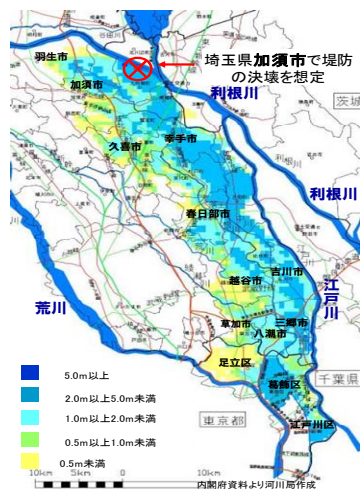 埼玉県加須市で堤防
の決壊を想定
羽生市
加須市
利根川
茨城
久喜市
幸手市
利根川
春日部市
吉川市
江戸川
越谷市
荒川
草加市
三郷市
八潮市
足立区
千葉県
葛飾区
東京都
江戸川区
5.0m以上
2.0m以上5.0m未満
1.0m以上2.0m未満
0.5m以上1.0m未満
0.5m未満
10km 0 10km
内閣府資料より河川局作成